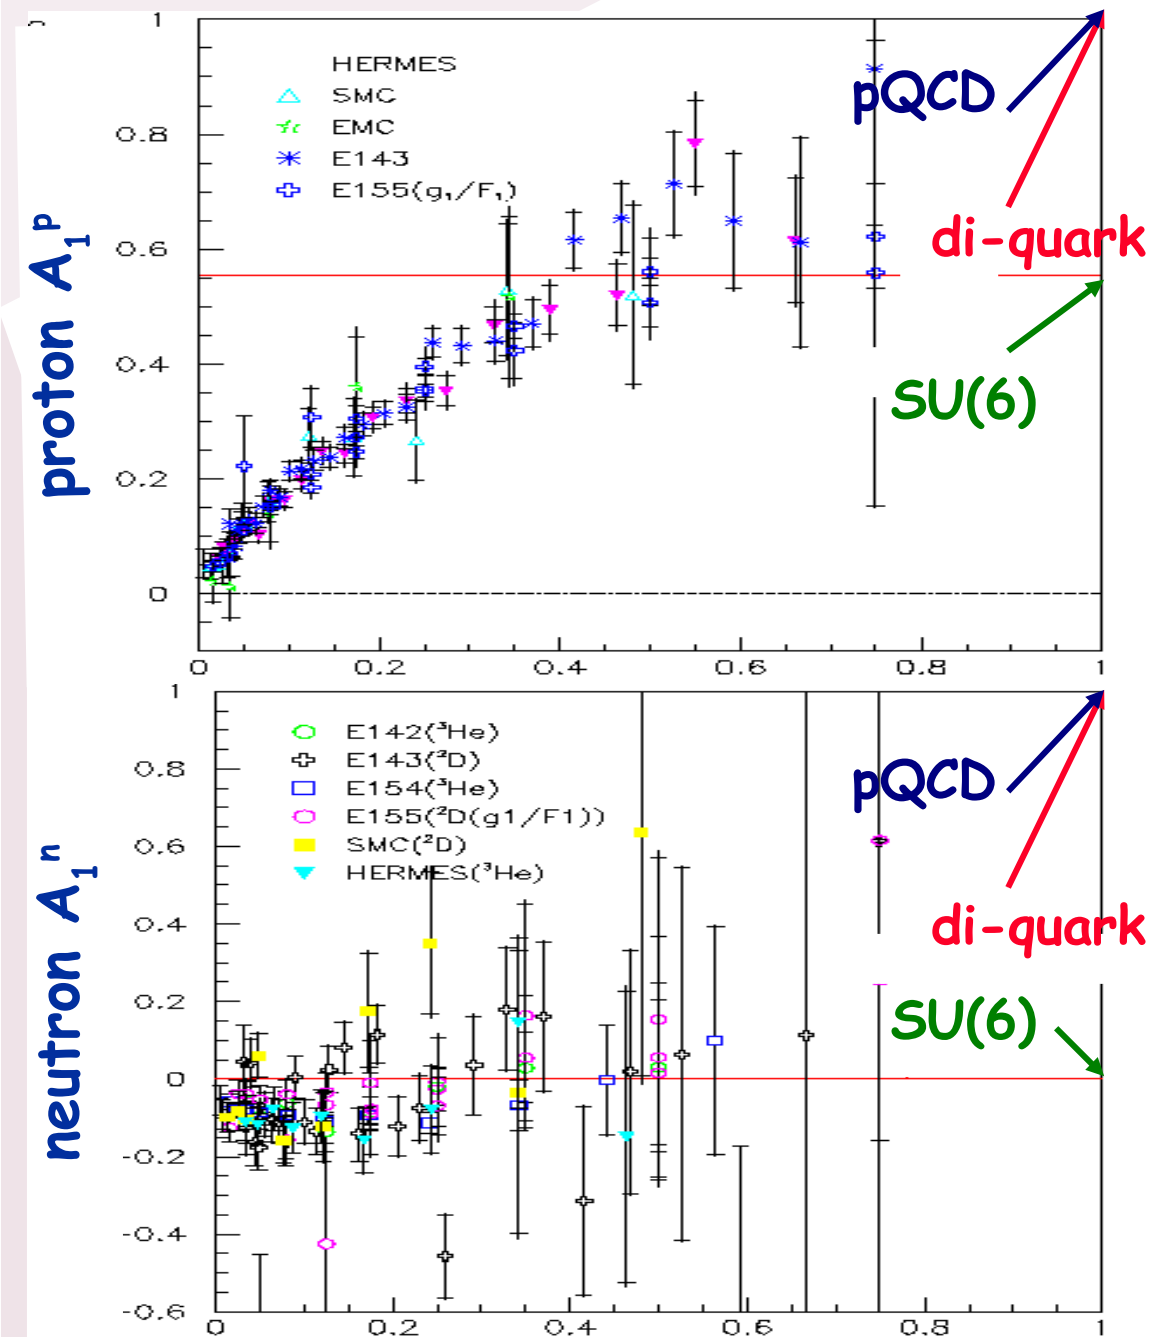 1
HERMES
SMC
EMC
E143
E155(g₁/F₁)
pQCD
di-quark
SU(6)
proton A₁ᵖ
0.8
0.6
0.4
0.2
0
0
0.2
0.4
0.6
0.8
1
1
E142(³He)
E143(²D)
E154(³He)
E155(²D(g1/F1))
SMC(²D)
HERMES(³He)
pQCD
di-quark
SU(6)
neutron A₁ⁿ
0.8
0.6
0.4
0.2
0
-0.2
-0.4
-0.6
0
0.2
0.4
0.6
0.8
1